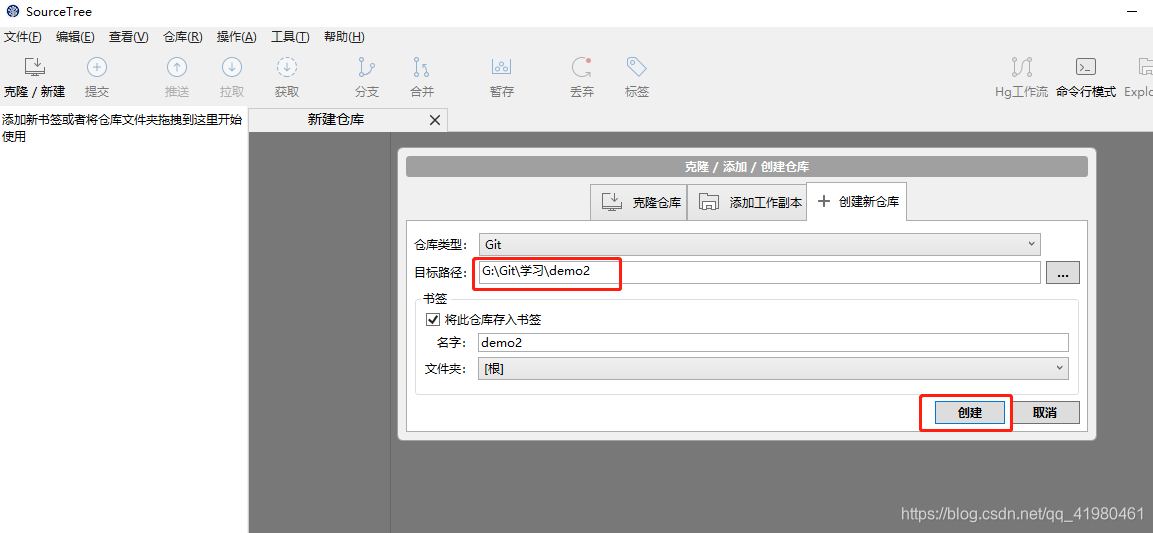 SourceTree
文件(F) 编辑(E) 查看(V) 仓库(R) 操作(A) 工具(T) 帮助(H)
克隆 / 新建 提交 推送 拉取 获取 分支 合并 暂存 丢弃 标签 Hg工作流 命令行模式 Explo
添加新书签或者将仓库文件夹拖拽到这里开始
使用
新建仓库
克隆 / 添加 / 创建仓库
克隆仓库 添加工作副本 创建新仓库
仓库类型: Git
目标路径: G:\Git\学习\demo2 ...
书签
将此仓库存入书签
名字: demo2
文件夹: [根]
创建 取消
https://blog.csdn.net/qq_41980461